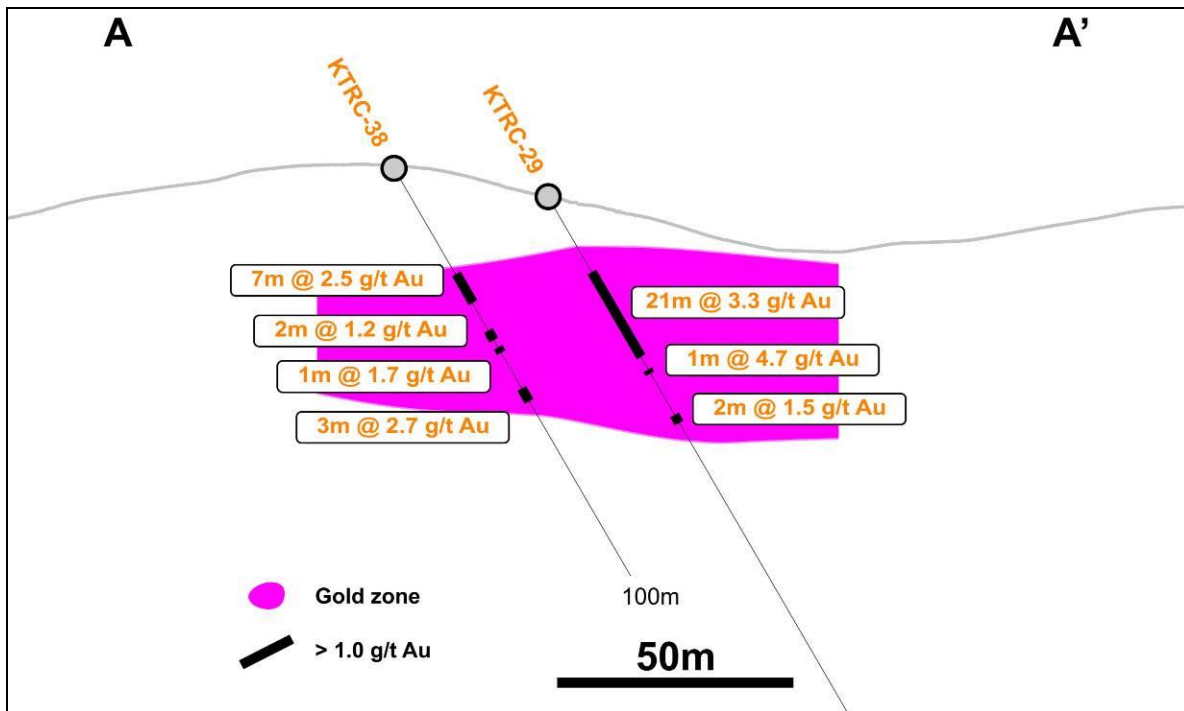 A
A’
KTRC-38
KTRC-29
7m @ 2.5 g/t Au
2m @ 1.2 g/t Au
1m @ 1.7 g/t Au
3m @ 2.7 g/t Au
21m @ 3.3 g/t Au
1m @ 4.7 g/t Au
2m @ 1.5 g/t Au
Gold zone
> 1.0 g/t Au
100m
50m